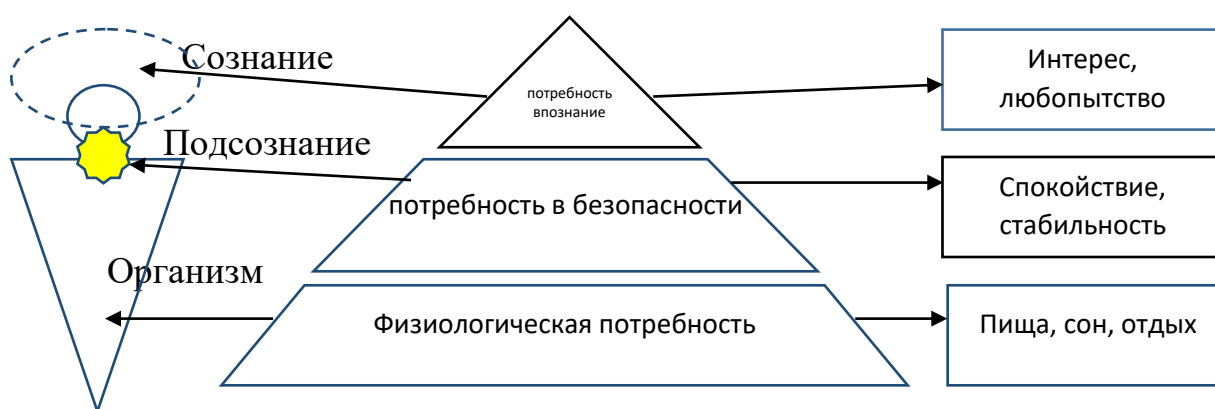 Сознание
потребность
впознание
Интерес,
любопытство
Подсознание
потребность в безопасности
Спокойствие,
стабильность
Организм
Физиологическая потребность
Пища, сон, отдых